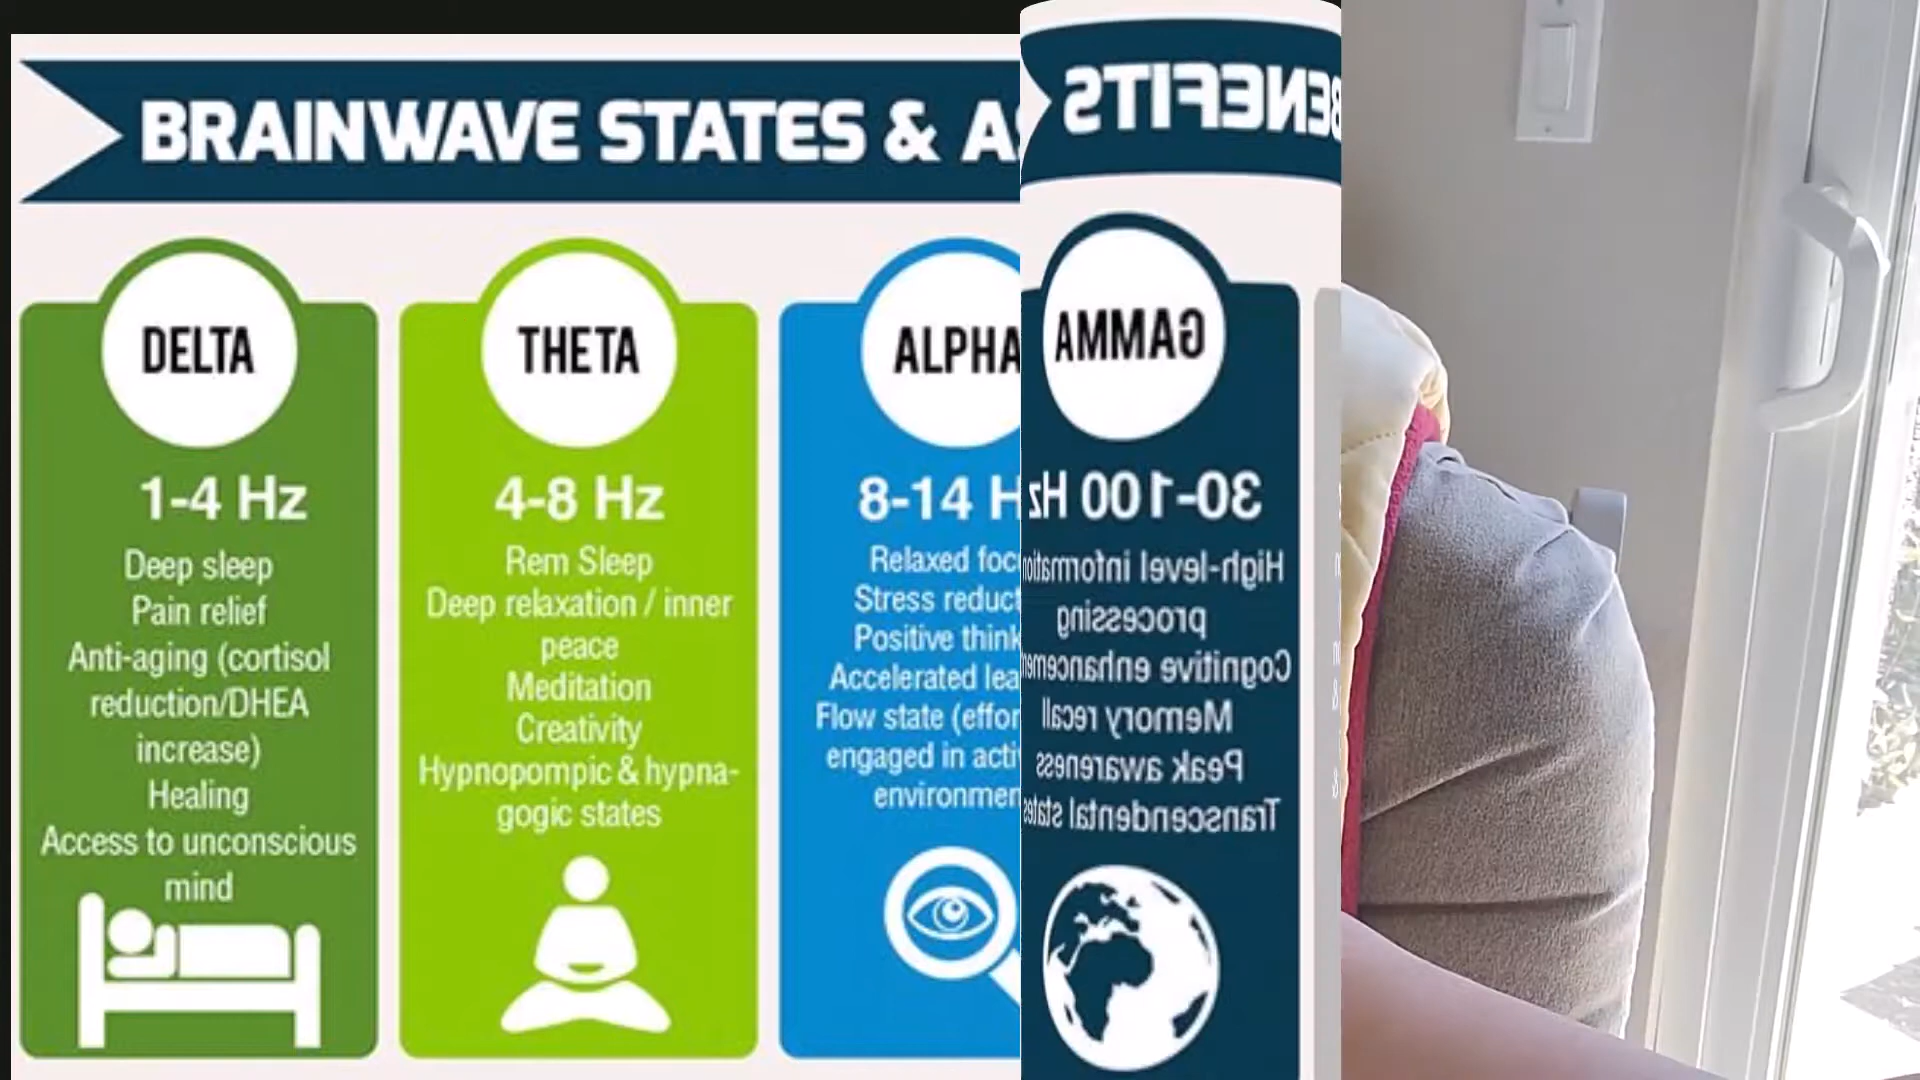 BRAINWAVE STATES &
BENEFITS
DELTA
1-4 Hz
Deep sleep
Pain relief
Anti-aging (cortisol
reduction/DHEA
increase)
Healing
Access to unconscious
mind
THETA
4-8 Hz
Rem Sleep
Deep relaxation / inner
peace
Meditation
Creativity
Hypnopompic & hypna-
gogic states
ALPHA
8-14 H
Relaxed
Stress
Positive
Accelerated
Flow state
engaged in
GAMMA
30-100 Hz
High-level information
processing
Cognitive
Memory recall
Peak awareness
Transcendental states